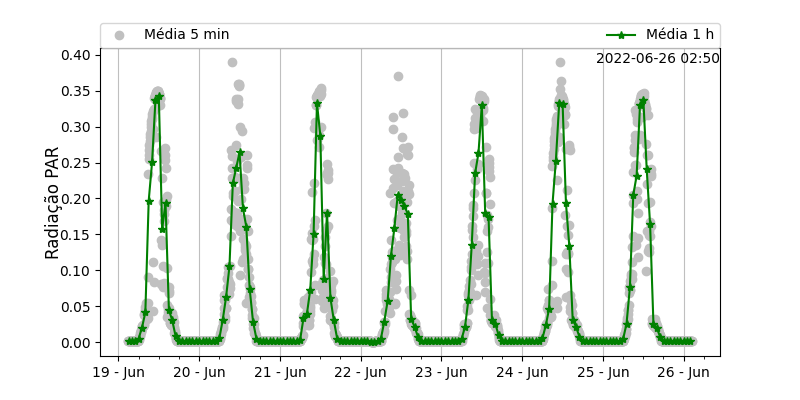 Média 5 min
Média 1 h
2022-06-26 02:50
Radiação PAR
0.40
0.35
0.30
0.25
0.20
0.15
0.10
0.05
0.00
19 - Jun
20 - Jun
21 - Jun
22 - Jun
23 - Jun
24 - Jun
25 - Jun
26 - Jun